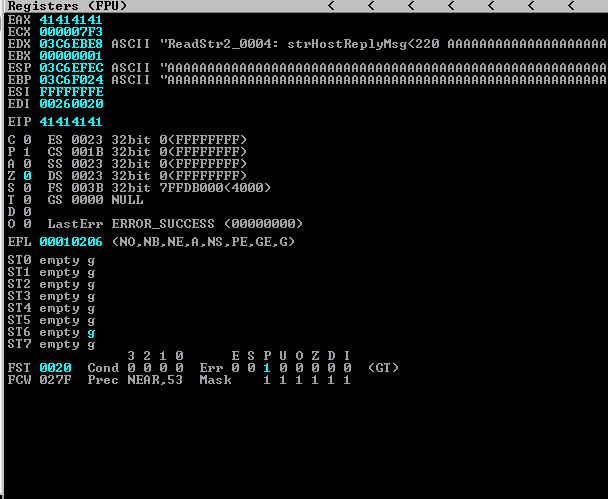 Registers (FPU) < < < < < < <
EAX 41414141
ECX 000007F3
EDX 03C6EBE8 ASCII "ReadStr2_0004: strHostReplyMsg<220 AAAAAAAAAAAAAAAAAAAAA
EBX 00000001
ESP 03C6EFEC ASCII "AAAAAAAAAAAAAAAAAAAAAAAAAAAAAAAAAAAAAAAAAAAAAAAAAAAAAAA
EBP 03C6F024 ASCII "AAAAAAAAAAAAAAAAAAAAAAAAAAAAAAAAAAAAAAAAAAAAAAAAAAAAAAA
ESI FFFFFFFE
EDI 00260020
EIP 41414141
C 0 ES 0023 32bit 0(FFFFFFFF)
P 1 CS 001B 32bit 0(FFFFFFFF)
A 0 SS 0023 32bit 0(FFFFFFFF)
Z 0 DS 0023 32bit 0(FFFFFFFF)
S 0 FS 003B 32bit 7FFDB000(4000)
T 0 GS 0000 NULL
D 0
O 0 LastErr ERROR_SUCCESS (00000000)
EFL 00010206 (NO,NB,NE,A,NS,PE,GE,G)
ST0 empty g
ST1 empty g
ST2 empty g
ST3 empty g
ST4 empty g
ST5 empty g
ST6 empty g
ST7 empty g
3 2 1 0 E S P U O Z D I
FST 0020 Cond 0 0 0 0 Err 0 0 1 0 0 0 0 0 (GT)
FCW 027F Prec NEAR,53 Mask 1 1 1 1 1 1